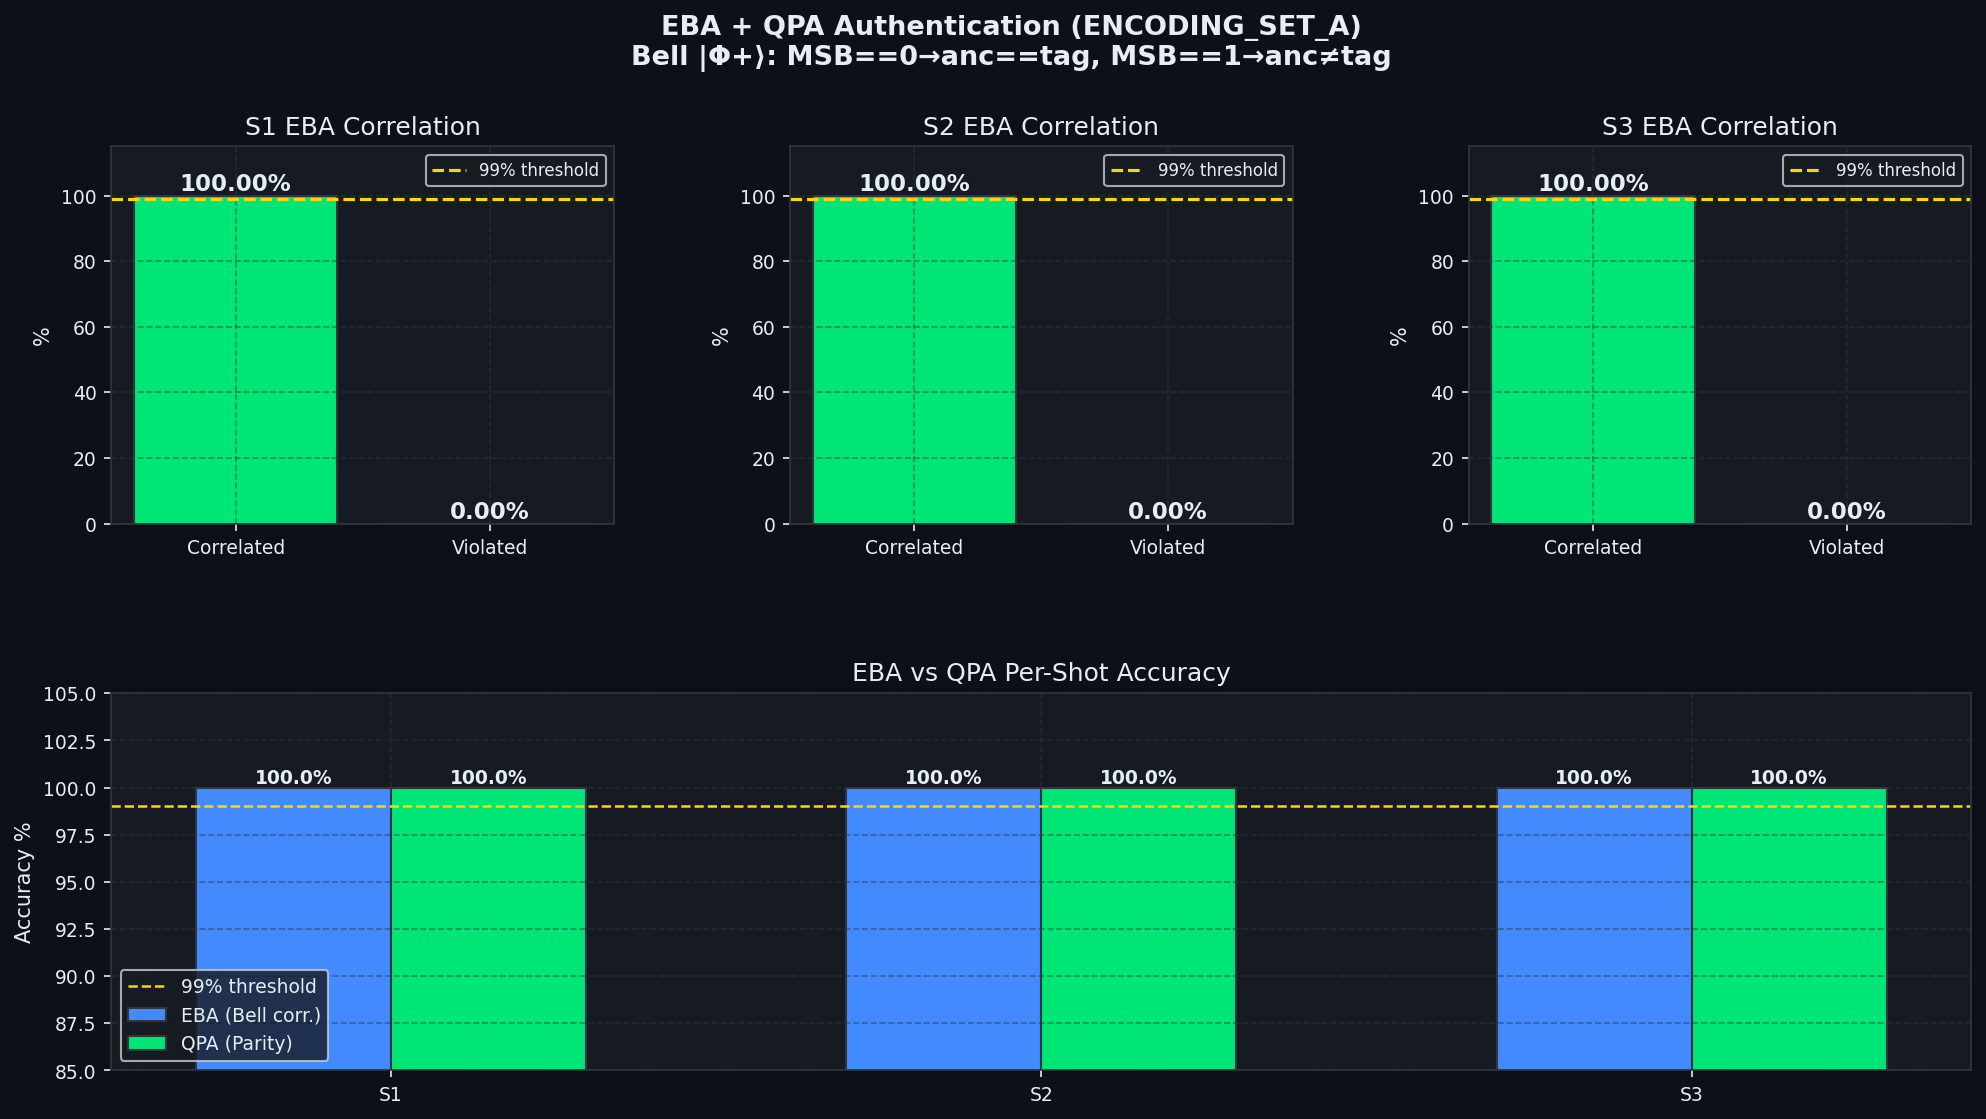 EBA + QPA Authentication (ENCODING_SET_A)
Bell |Φ+⟩: MSB==0→anc==tag, MSB==1→anc≠tag
S1 EBA Correlation
99% threshold
100.00%
0.00%
%
100
80
60
40
20
0
Correlated
Violated
S2 EBA Correlation
99% threshold
100.00%
0.00%
%
100
80
60
40
20
0
Correlated
Violated
S3 EBA Correlation
99% threshold
100.00%
0.00%
%
100
80
60
40
20
0
Correlated
Violated
EBA vs QPA Per-Shot Accuracy
Accuracy %
105.0
102.5
100.0
97.5
95.0
92.5
90.0
87.5
85.0
100.0%
100.0%
100.0%
100.0%
100.0%
100.0%
99% threshold
EBA (Bell corr.)
QPA (Parity)
S1
S2
S3